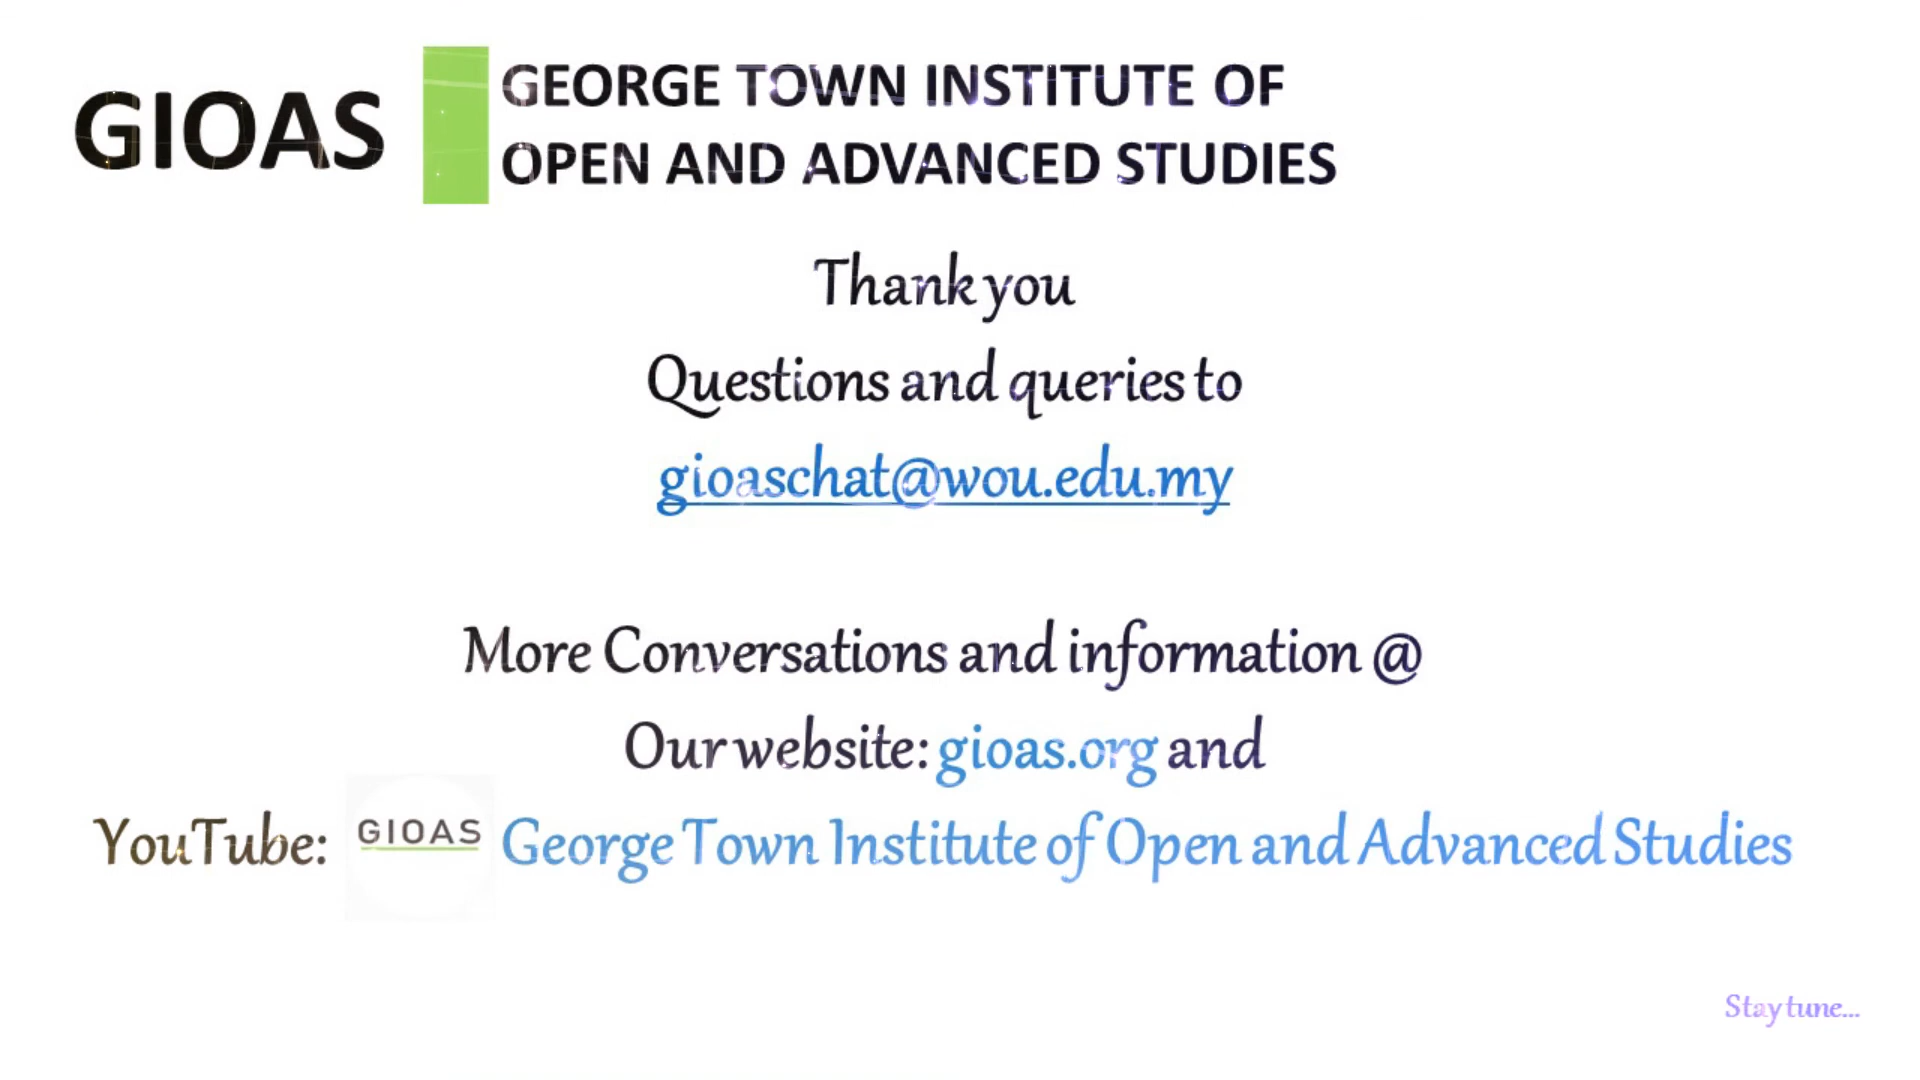 GIOAS
GEORGE TOWN INSTITUTE OF
OPEN AND ADVANCED STUDIES
Thank you
Questions and queries to
gioaschat@wou.edu.my
More Conversations and information @
Our website: gioas.org and
YouTube: GIOAS George Town Institute of Open and Advanced Studies
Stay tune...